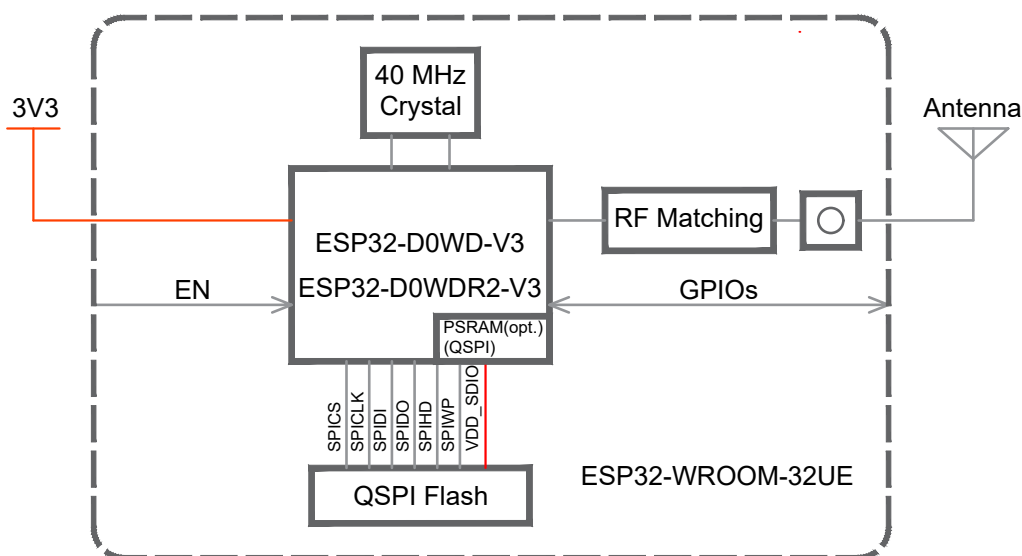 40 MHz
Crystal
3V3
Antenna
RF Matching
ESP32-D0WD-V3
ESP32-D0WDR2-V3
EN
GPIOs
PSRAM(opt.)
(QSPI)
SPICS
SPICLK
SPIDI
SPIDO
SPIHD
SPIWP
VDD_SDIO
ESP32-WROOM-32UE
QSPI Flash